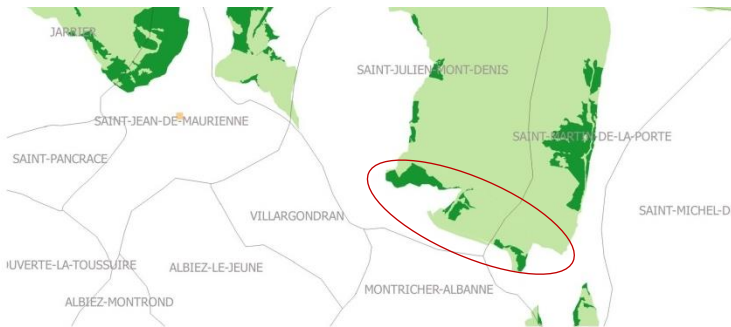 JARRIER
SAINT-JULIEN-MONT-DENIS
SAINT-JEAN-DE-MAURIENNE
SAINT-MARTIN-DE-LA-PORTE
SAINT-PANCRACE
VILLARGONDRAN
SAINT-MICHEL-D
OUVERTE-LA-TOUSSUIRE
ALBIEZ-LE-JEUNE
MONTRICHER-ALBANNE
ALBIEZ-MONTROND